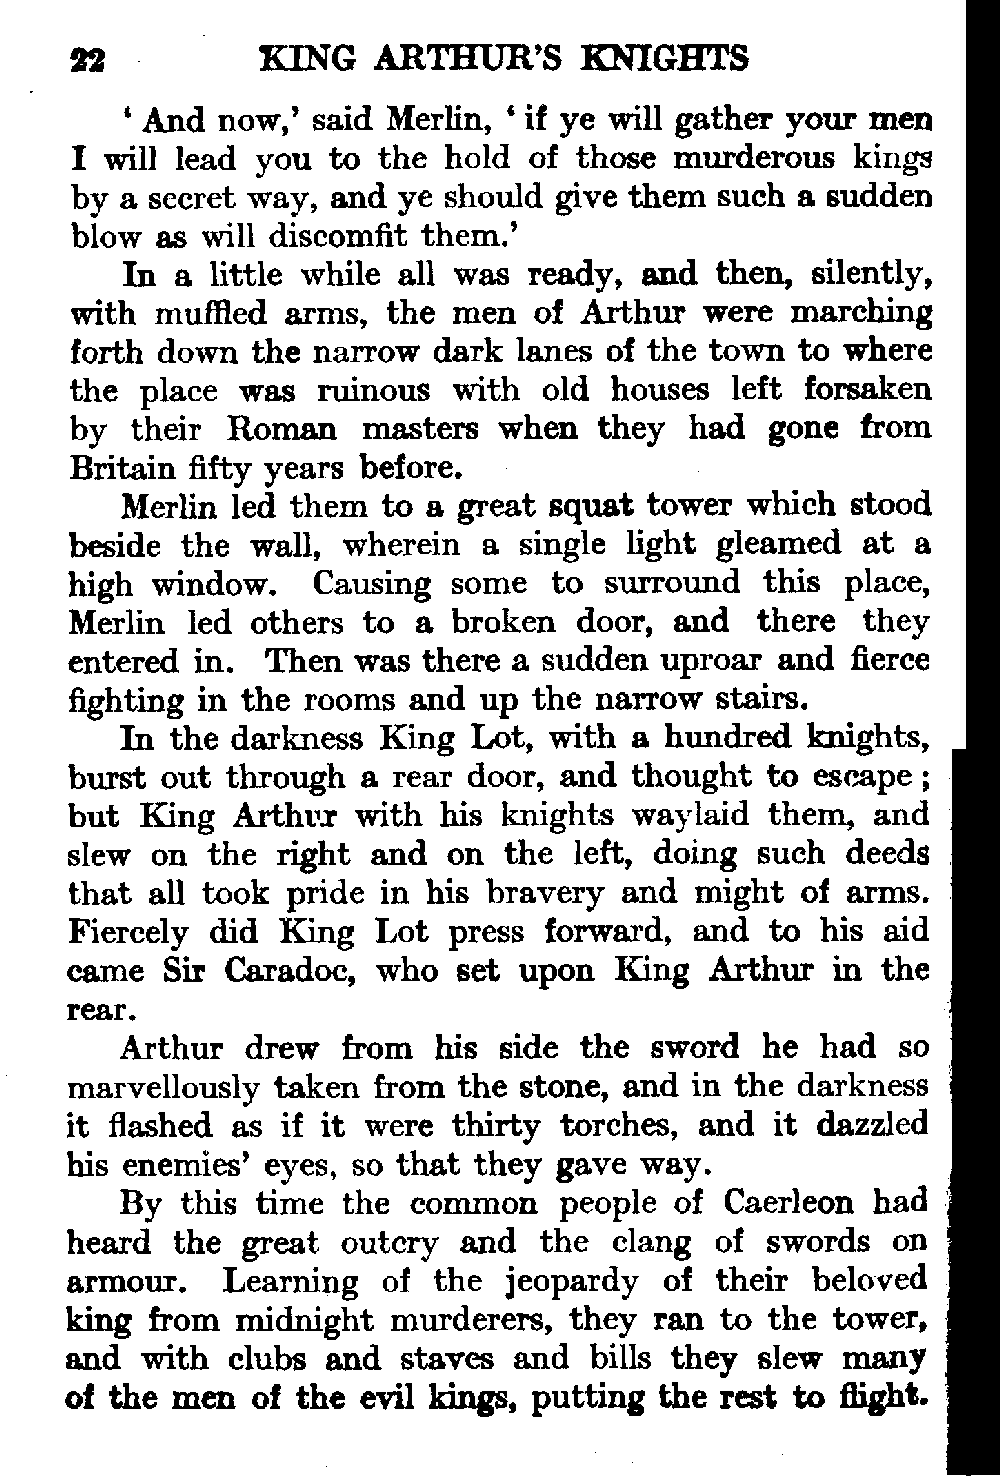 22 KING ARTHUR'S KNIGHTS
‘ And now,’ said Merlin, ‘ if ye will gather your men
I will lead you to the hold of those murderous kings
by a secret way, and ye should give them such a sudden
blow as will discomfit them.’
In a little while all was ready, and then, silently,
with muffled arms, the men of Arthur were marching
forth down the narrow dark lanes of the town to where
the place was ruinous with old houses left forsaken
by their Roman masters when they had gone from
Britain fifty years before.
Merlin led them to a great squat tower which stood
beside the wall, wherein a single light gleamed at a
high window. Causing some to surround this place,
Merlin led others to a broken door, and there they
entered in. Then was there a sudden uproar and fierce
fighting in the rooms and up the narrow stairs.
In the darkness King Lot, with a hundred knights,
burst out through a rear door, and thought to escape ;
but King Arthur with his knights waylaid them, and
slew on the right and on the left, doing such deeds
that all took pride in his bravery and might of arms.
Fiercely did King Lot press forward, and to his aid
came Sir Caradoc, who set upon King Arthur in the
rear.
Arthur drew from his side the sword he had so
marvellously taken from the stone, and in the darkness
it flashed as if it were thirty torches, and it dazzled
his enemies’ eyes, so that they gave way.
By this time the common people of Caerleon had
heard the great outcry and the clang of swords on
armour. Learning of the jeopardy of their beloved
king from midnight murderers, they ran to the tower,
and with clubs and staves and bills they slew many
of the men of the evil kings, putting the rest to flight.